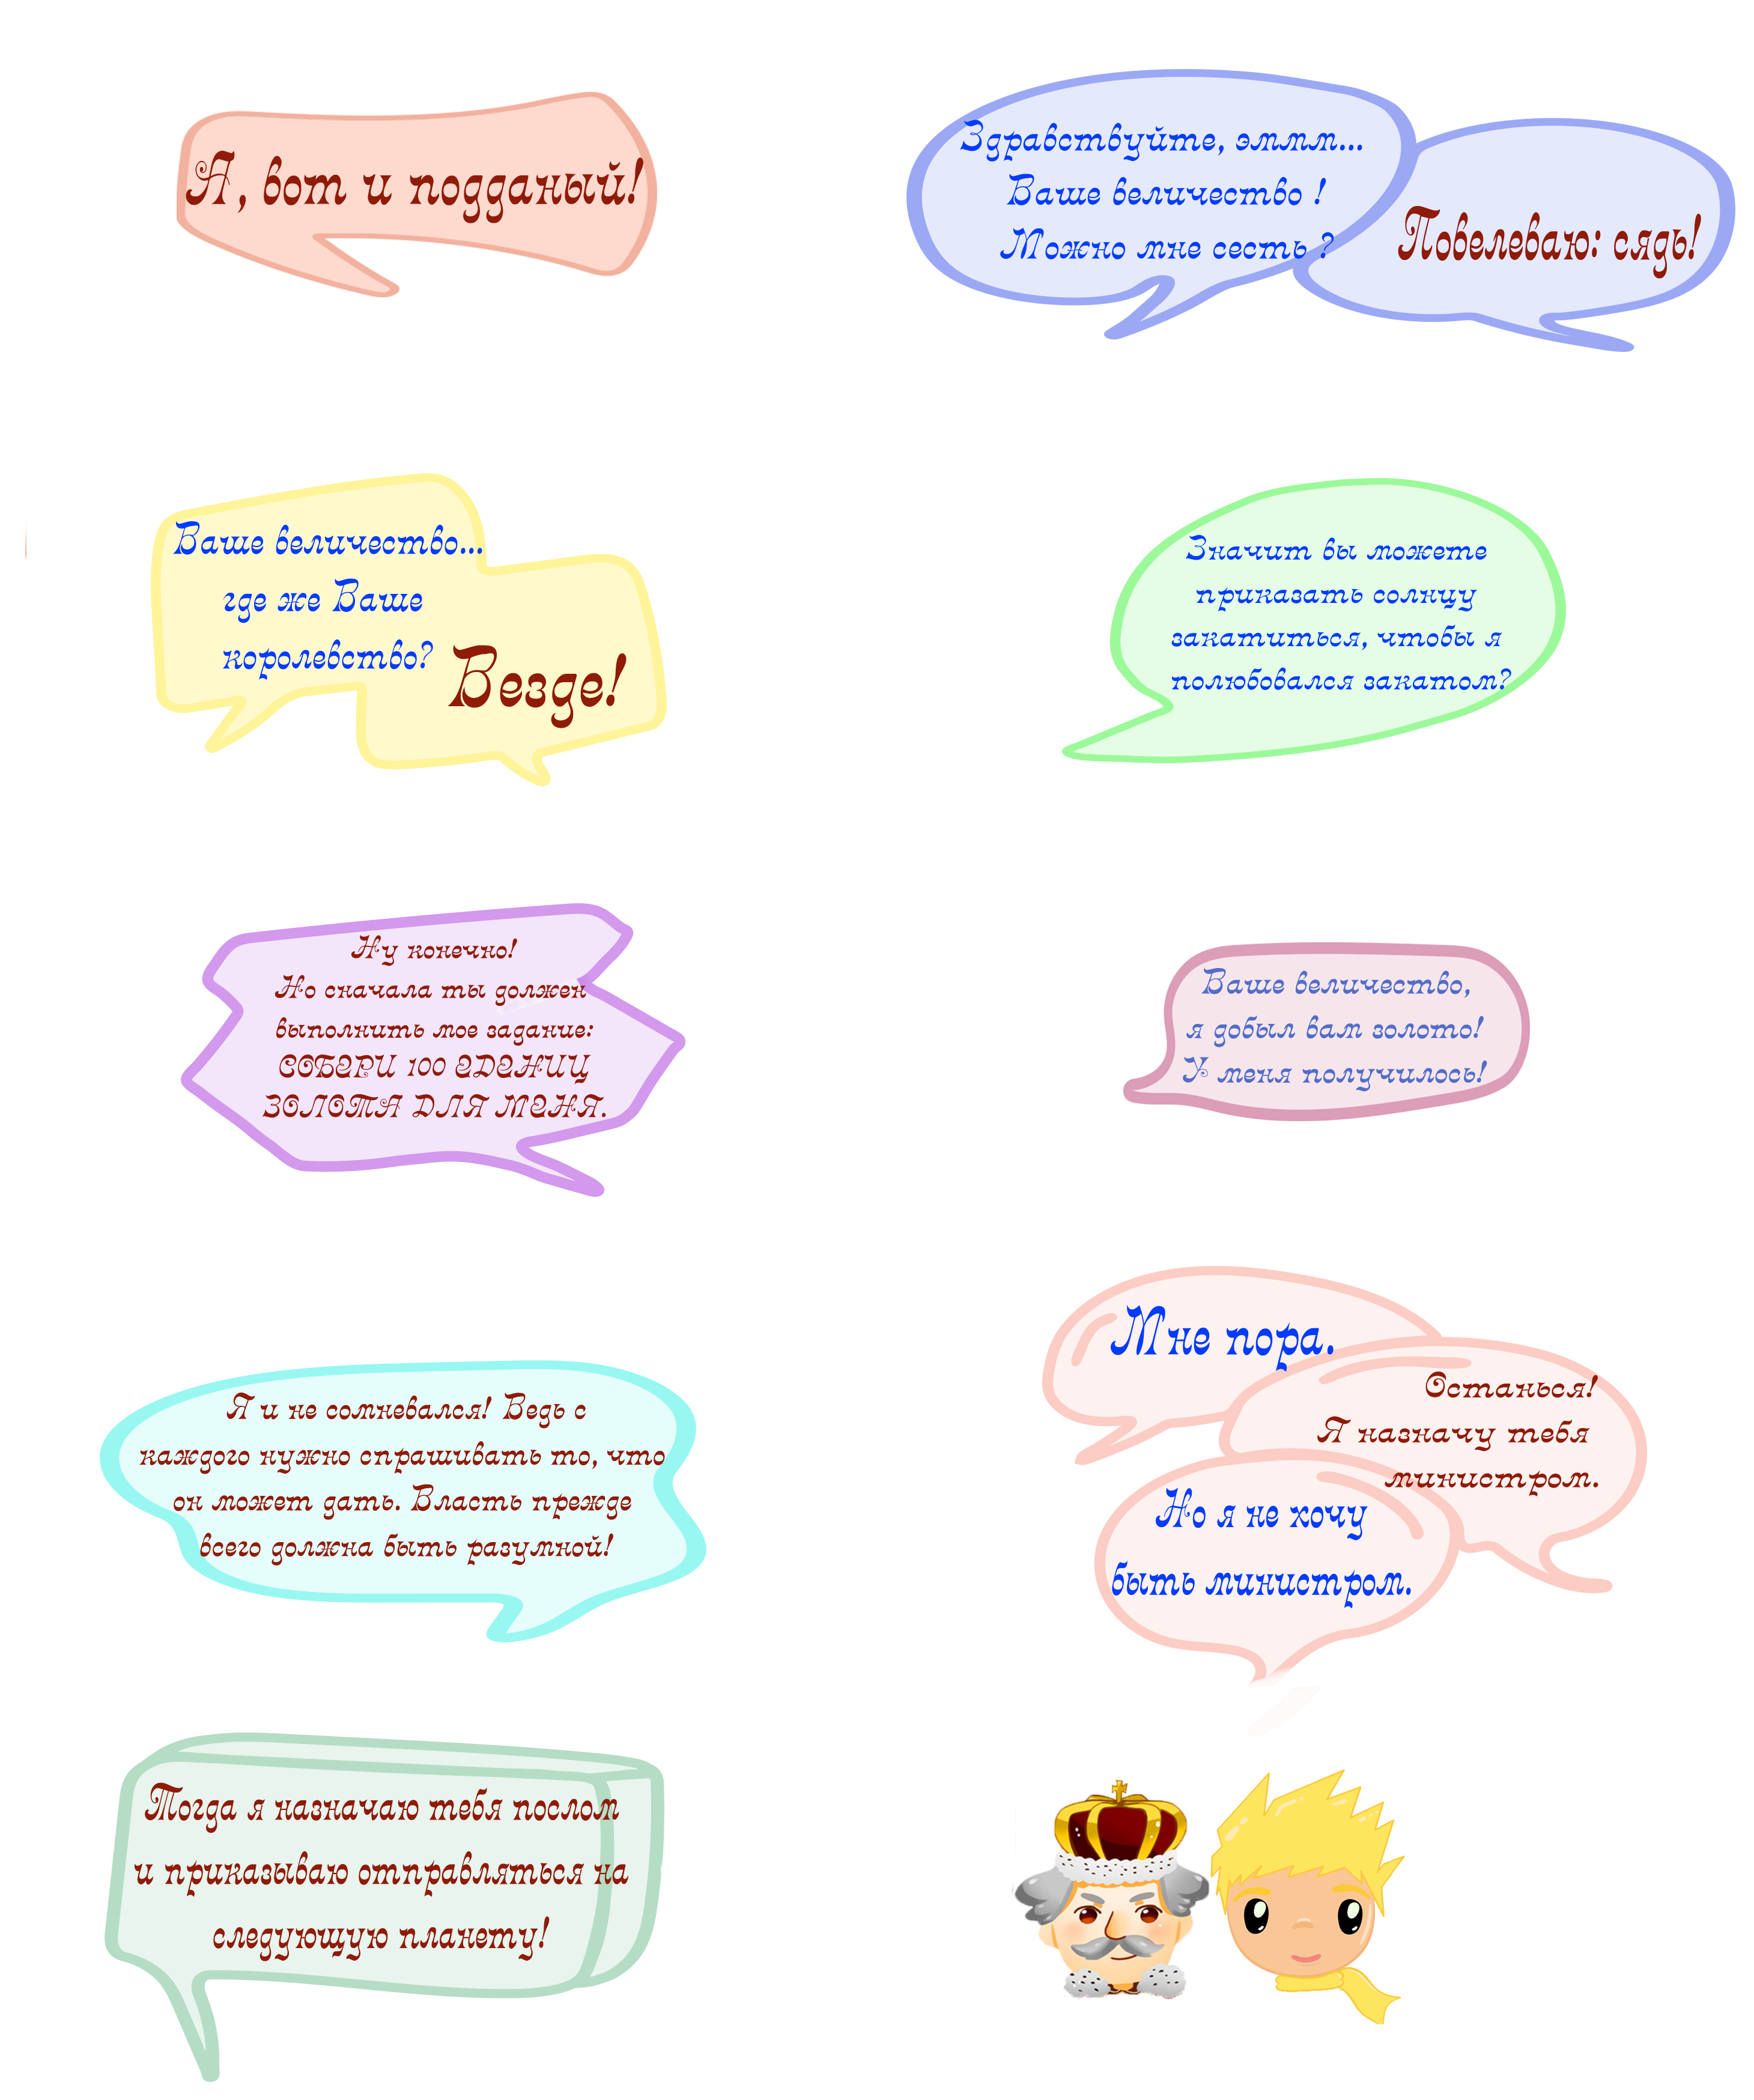 А, вот и подданый!
Здравствуйте, эммм...
Ваше величество !
Можно мне сесть ?
Повелеваю: сядь!
Ваше величество...
где же Ваше
королевство?
Везде!
Значит вы можете
приказать солнцу
закатиться, чтобы я
полюбовался закатом?
Ну конечно!
Но сначала ты должен
выполнить мое задание:
СОБЕРИ 100 ЕДЕНИЦ
ЗОЛОТА ДЛЯ МЕНЯ.
Ваше величество,
я добыл вам золото!
У меня получилось!
Я и не сомневался! Ведь с
каждого нужно спрашивать то, что
он может дать. Власть прежде
всего должна быть разумной!
Мне пора.
Останься!
Я назначу тебя
министром.
Но я не хочу
быть министром.
Тогда я назначаю тебя послом
и приказываю отправляться на
следующую планету!